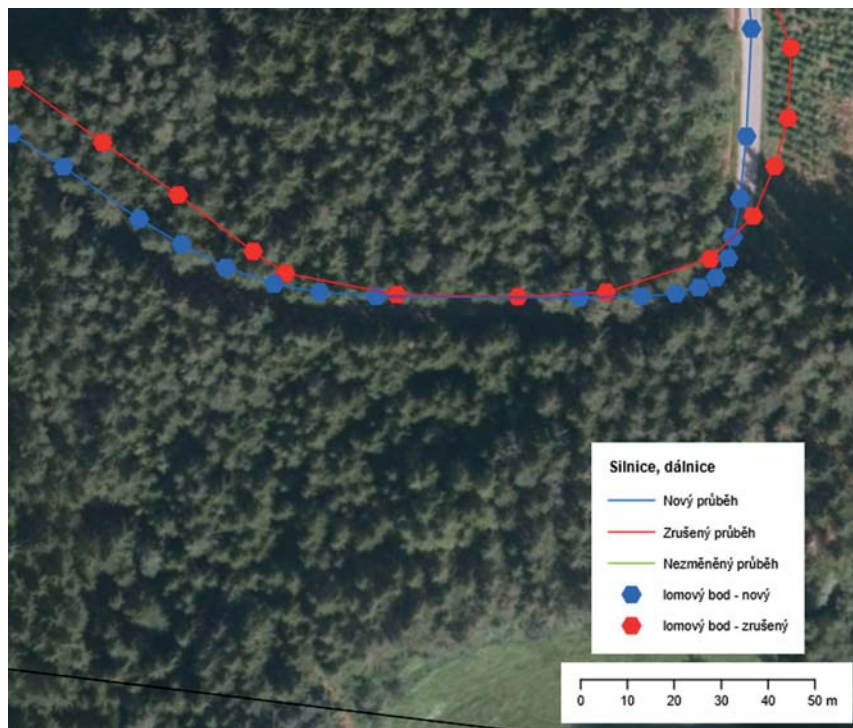 Silnice, dálnice
Nový průběh
Zrušený průběh
Nezměněný průběh
lomový bod - nový
lomový bod - zrušený
0 10 20 30 40 50 m